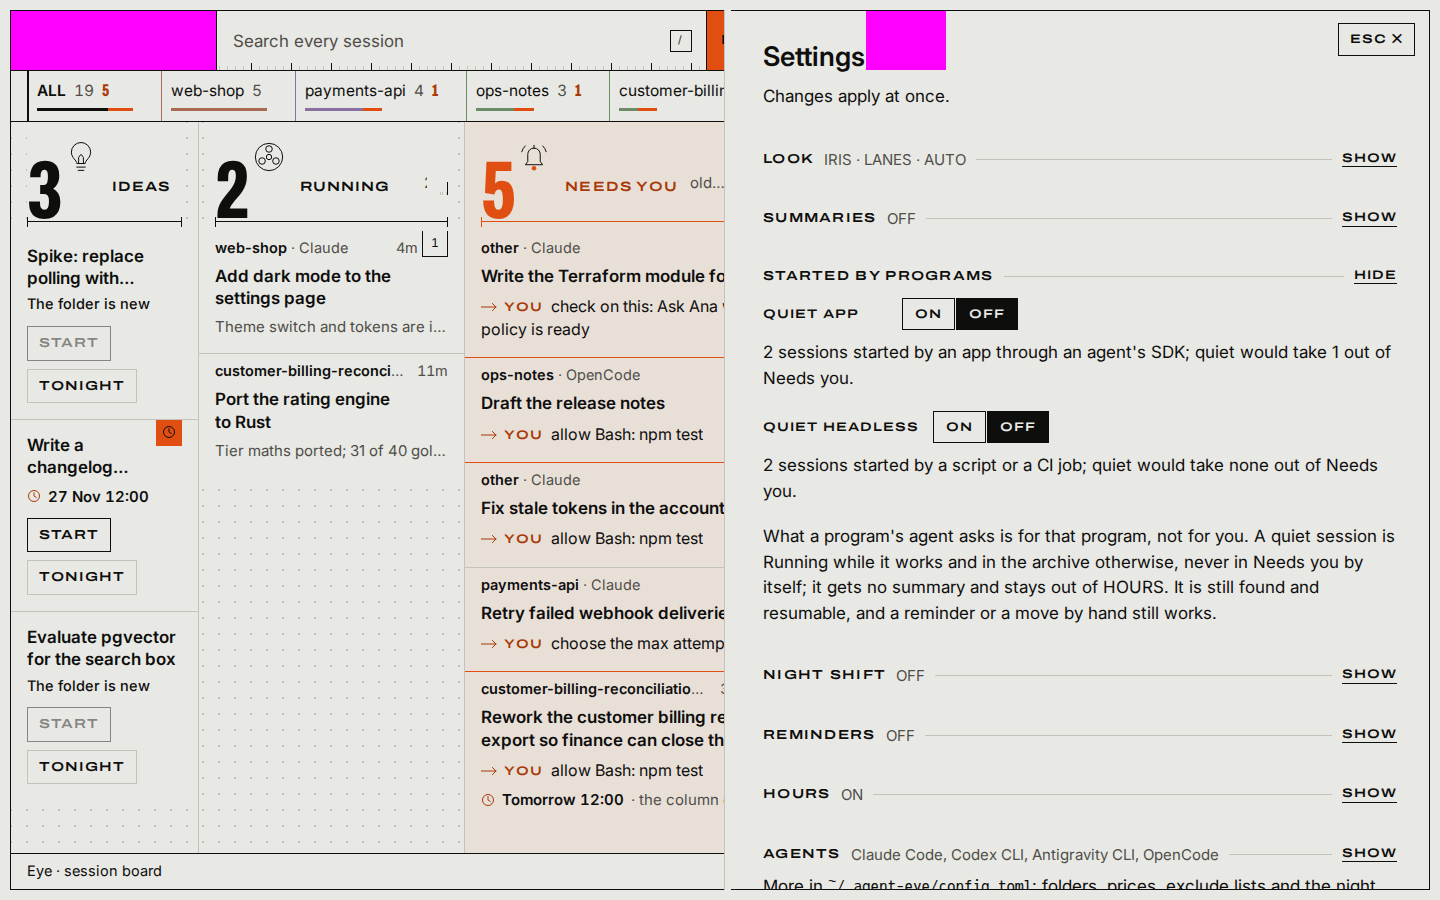 Search every session
/
ALL 19 5
web-shop 5
payments-api 4 1
ops-notes 3 1
customer-billin
3 IDEAS
Spike: replace
polling with…
The folder is new
START
TONIGHT
Write a
changelog…
27 Nov 12:00
START
TONIGHT
Evaluate pgvector
for the search box
The folder is new
START
TONIGHT
2 RUNNING
web-shop · Claude 4m 1
Add dark mode to the
settings page
Theme switch and tokens are i…
customer-billing-reconci… 11m
Port the rating engine
to Rust
Tier maths ported; 31 of 40 gol…
5 NEEDS YOU old…
other · Claude
Write the Terraform module fo
→ YOU check on this: Ask Ana
policy is ready
ops-notes · OpenCode
Draft the release notes
→ YOU allow Bash: npm test
other · Claude
Fix stale tokens in the account
→ YOU allow Bash: npm test
payments-api · Claude
Retry failed webhook deliverie
→ YOU choose the max attemp
customer-billing-reconciliatio…
Rework the customer billing re
export so finance can close th
→ YOU allow Bash: npm test
Tomorrow 12:00 · the column
Eye · session board
Settings
ESC ✕
Changes apply at once.
LOOK IRIS · LANES · AUTO SHOW
SUMMARIES OFF SHOW
STARTED BY PROGRAMS HIDE
QUIET APP ON OFF
2 sessions started by an app through an agent's SDK; quiet would take 1 out of
Needs you.
QUIET HEADLESS ON OFF
2 sessions started by a script or a CI job; quiet would take none out of Needs
you.
What a program's agent asks is for that program, not for you. A quiet session is
Running while it works and in the archive otherwise, never in Needs you by
itself; it gets no summary and stays out of HOURS. It is still found and
resumable, and a reminder or a move by hand still works.
NIGHT SHIFT OFF SHOW
REMINDERS OFF SHOW
HOURS ON SHOW
AGENTS Claude Code, Codex CLI, Antigravity CLI, OpenCode SHOW
More in ~/.agent-eye/config.toml: folders, prices, exclude lists and the night